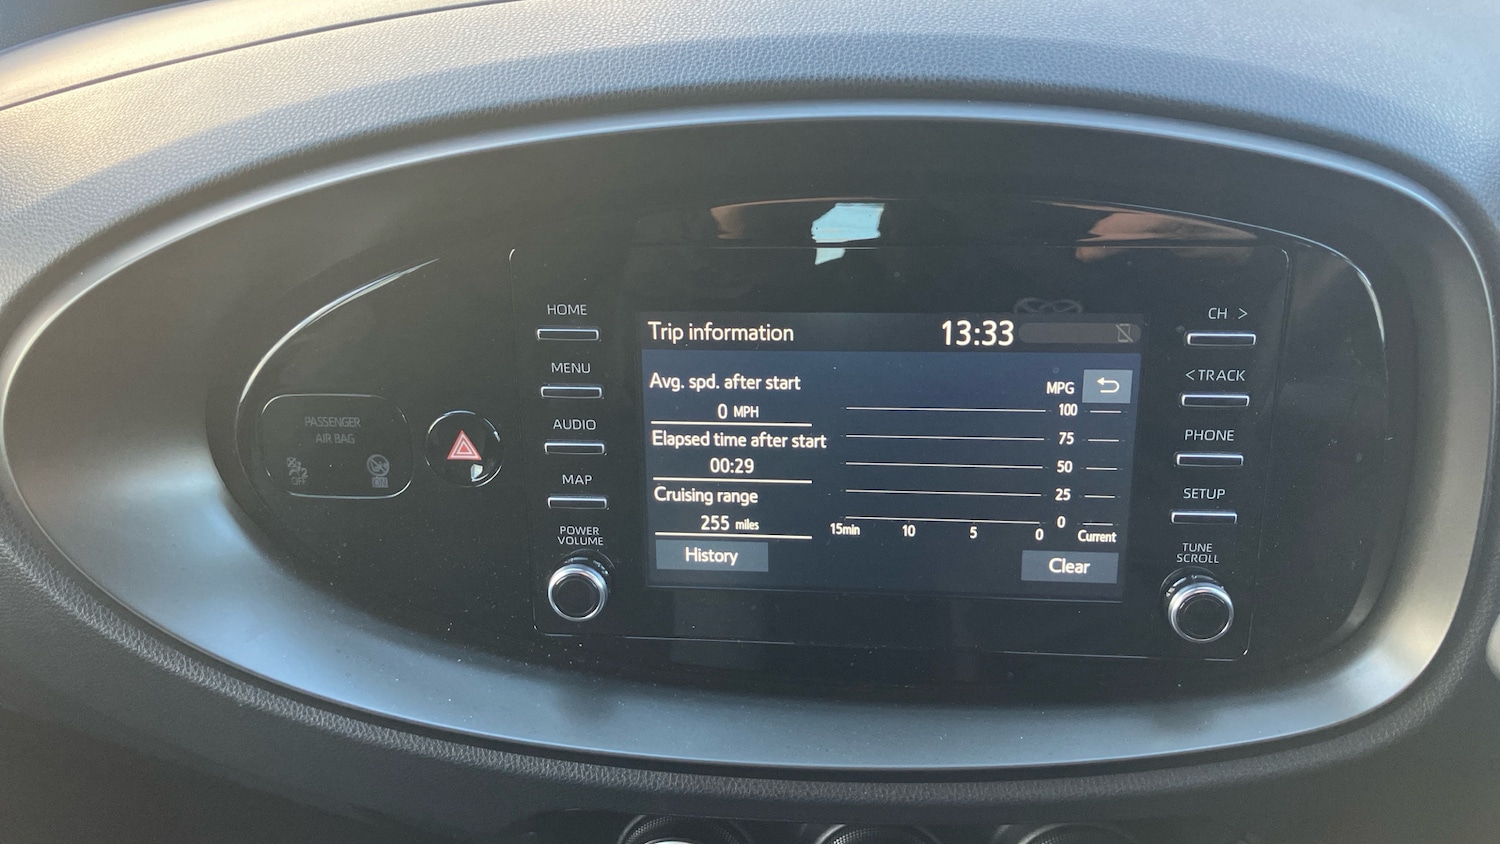 HOME
MENU
AUDIO
MAP
POWER
VOLUME
PASSENGER
AIR BAG
OFF
Trip information
13:33
Avg. spd. after start
0 MPH
Elapsed time after start
00:29
Cruising range
255 miles
History
MPG
100
75
50
25
0
15min 10 5 0 Current
Clear
CH >
< TRACK
PHONE
SETUP
TUNE
SCROLL